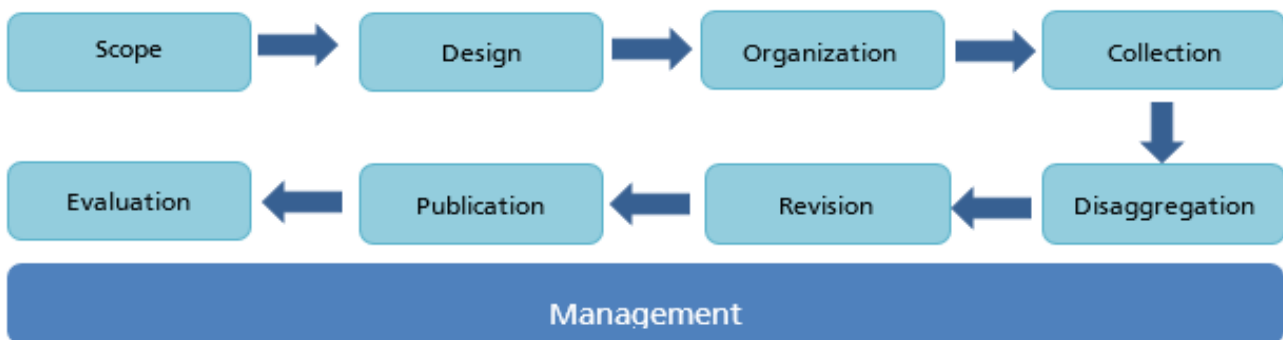 Scope
Design
Organization
Collection
Disaggregation
Revision
Publication
Evaluation
Management